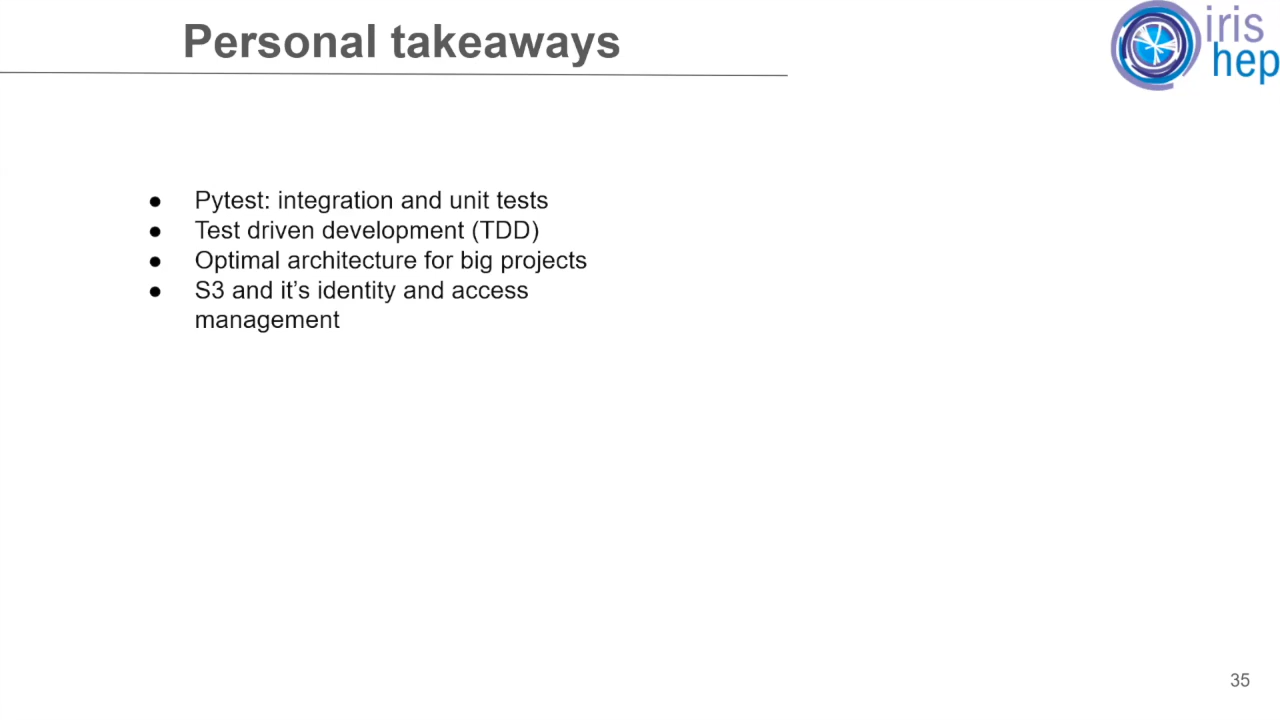 Personal takeaways
iris
hep
● Pytest: integration and unit tests
● Test driven development (TDD)
● Optimal architecture for big projects
● S3 and it’s identity and access
management
35